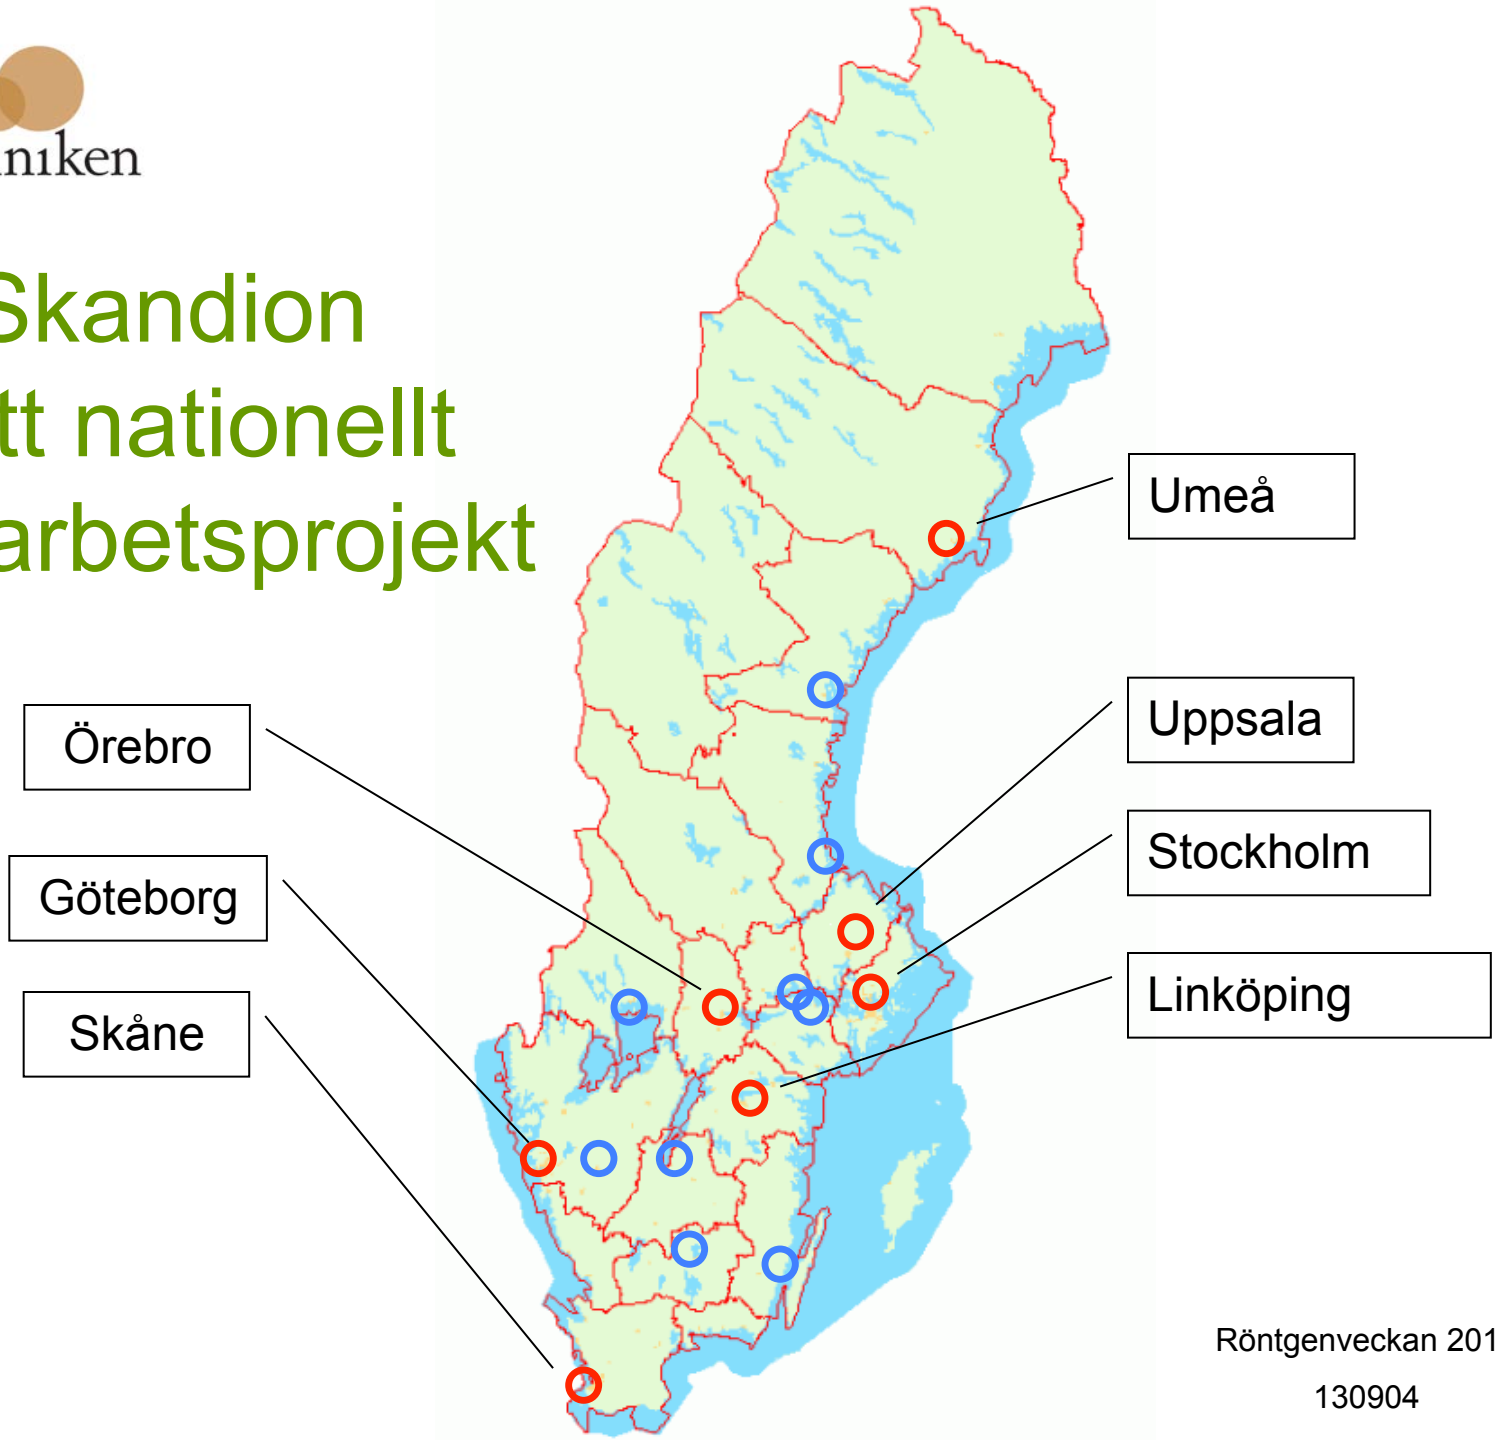 niken
Skandion
tt nationellt
arbetsprojekt
Umeå
Uppsala
Örebro
Stockholm
Göteborg
Linköping
Skåne
Röntgenveckan 201
130904